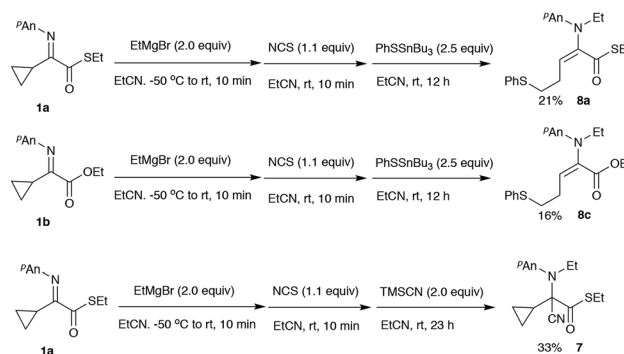 pAn N N Et
EtMgBr (2.0 equiv) NCS (1.1 equiv) PhSSnBu3 (2.5 equiv)
SEt SE
EtCN. -50 oC to rt, 10 min EtCN, rt, 10 min EtCN, rt, 12 h
O O
PhS
1a 21% 8a
pAn N N Et
EtMgBr (2.0 equiv) NCS (1.1 equiv) PhSSnBu3 (2.5 equiv)
OEt OE
EtCN. -50 oC to rt, 10 min EtCN, rt, 10 min EtCN, rt, 12 h
O O
PhS
1b 16% 8c
pAn N N Et
EtMgBr (2.0 equiv) NCS (1.1 equiv) TMSCN (2.0 equiv)
SEt SEt
EtCN. -50 oC to rt, 10 min EtCN, rt, 10 min EtCN, rt, 23 h
O CN O
1a 33% 7